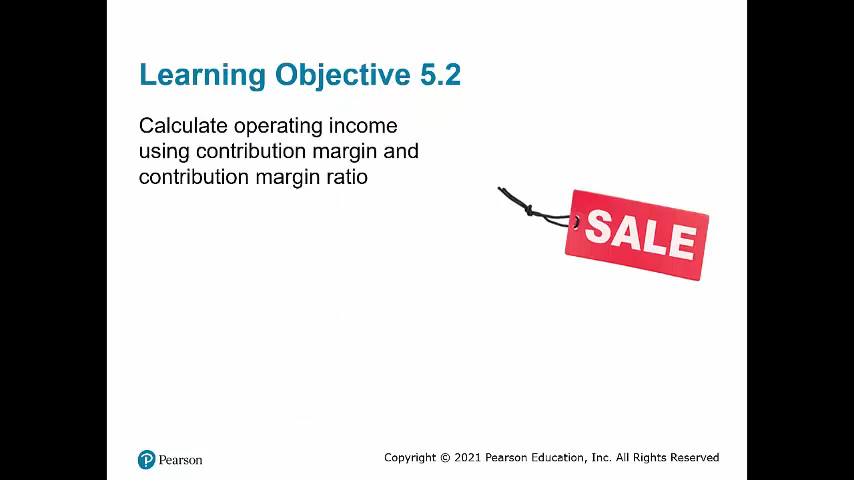 Learning Objective 5.2
Calculate operating income
using contribution margin and
contribution margin ratio
SALE
Pearson
Copyright © 2021 Pearson Education, Inc. All Rights Reserved